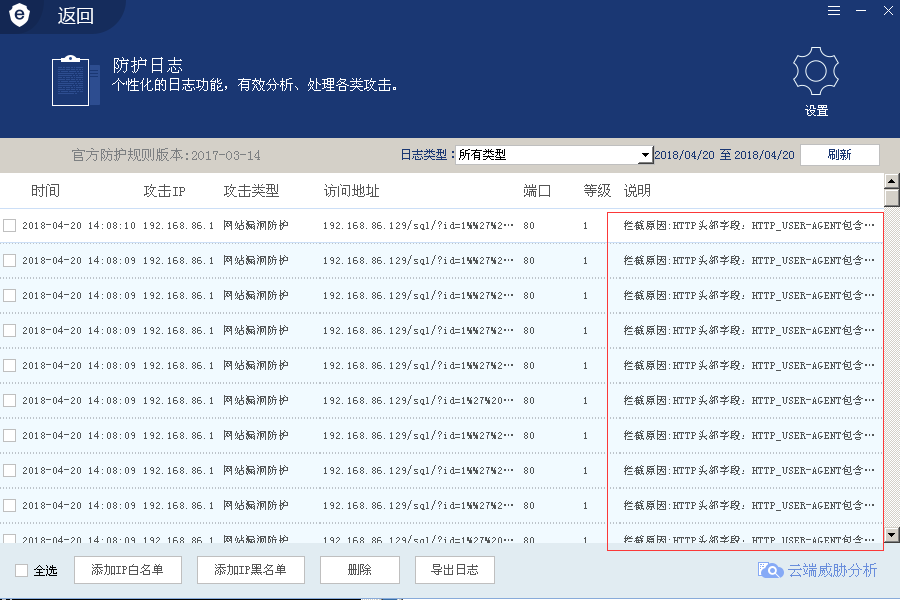 返回
防护日志
个性化的日志功能，有效分析、处理各类攻击。
设置
官方防护规则版本:2017-03-14 日志类型: 所有类型 2018/04/20 至 2018/04/20 刷新
时间 攻击IP 攻击类型 访问地址 端口 等级 说明
2018-04-20 14:08:10 192.168.86.1 网站漏洞防护 192.168.86.129/sql/?id=1%%27%2… 80 1 拦截原因:HTTP头部字段：HTTP_USER-AGENT包含…
2018-04-20 14:08:09 192.168.86.1 网站漏洞防护 192.168.86.129/sql/?id=1%%27%2… 80 1 拦截原因:HTTP头部字段：HTTP_USER-AGENT包含…
2018-04-20 14:08:09 192.168.86.1 网站漏洞防护 192.168.86.129/sql/?id=1%%27%2… 80 1 拦截原因:HTTP头部字段：HTTP_USER-AGENT包含…
2018-04-20 14:08:09 192.168.86.1 网站漏洞防护 192.168.86.129/sql/?id=1%%27%2… 80 1 拦截原因:HTTP头部字段：HTTP_USER-AGENT包含…
2018-04-20 14:08:09 192.168.86.1 网站漏洞防护 192.168.86.129/sql/?id=1%%27%2… 80 1 拦截原因:HTTP头部字段：HTTP_USER-AGENT包含…
2018-04-20 14:08:09 192.168.86.1 网站漏洞防护 192.168.86.129/sql/?id=1%27%20… 80 1 拦截原因:HTTP头部字段：HTTP_USER-AGENT包含…
2018-04-20 14:08:09 192.168.86.1 网站漏洞防护 192.168.86.129/sql/?id=1%%27%2… 80 1 拦截原因:HTTP头部字段：HTTP_USER-AGENT包含…
2018-04-20 14:08:09 192.168.86.1 网站漏洞防护 192.168.86.129/sql/?id=1%%27%2… 80 1 拦截原因:HTTP头部字段：HTTP_USER-AGENT包含…
2018-04-20 14:08:09 192.168.86.1 网站漏洞防护 192.168.86.129/sql/?id=1%%27%2… 80 1 拦截原因:HTTP头部字段：HTTP_USER-AGENT包含…
2018-04-20 14:08:09 192.168.86.1 网站漏洞防护 192.168.86.129/sql/?id=1%27%20… 80 1 拦截原因:HTTP头部字段：HTTP_USER-AGENT包含…
全选 添加IP白名单 添加IP黑名单 删除 导出日志 云端威胁分析